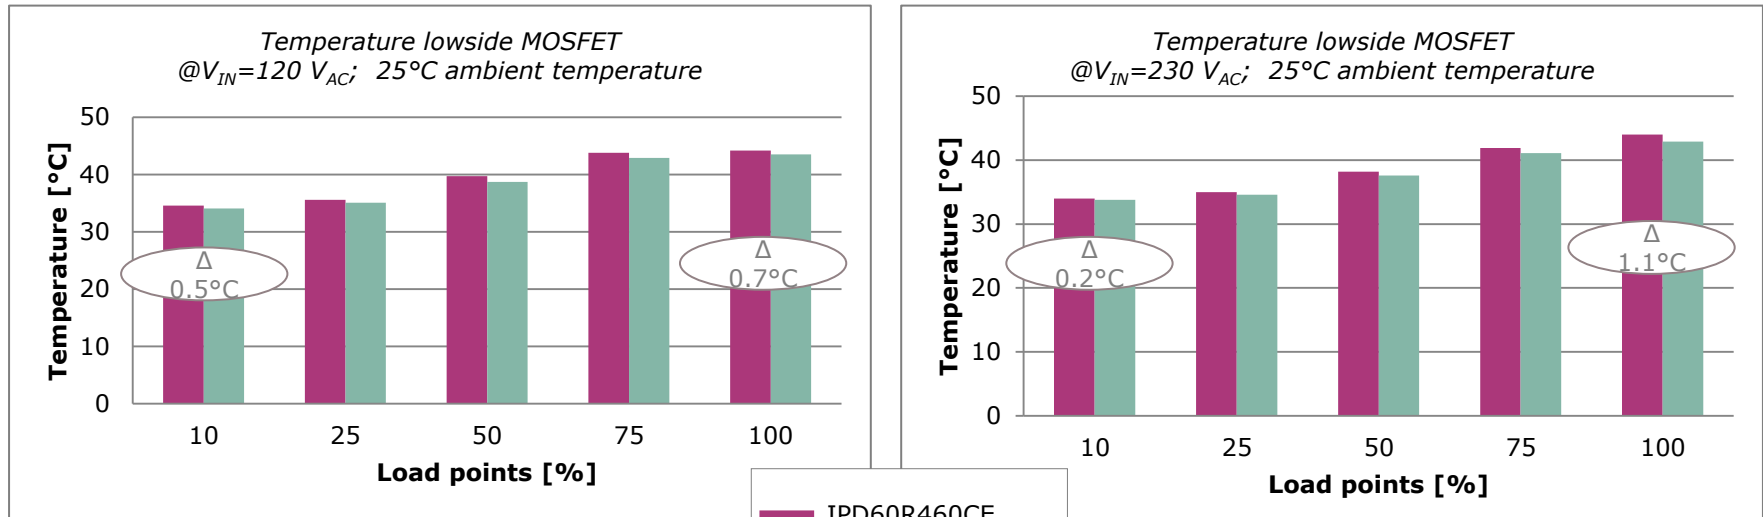 Temperature lowside MOSFET
@VIN=120 VAC; 25°C ambient temperature
50
40
30
20
10
0
Temperature [°C]
Δ
0.5°C
Δ
0.7°C
10 25 50 75 100
Load points [%]
Temperature lowside MOSFET
@VIN=230 VAC; 25°C ambient temperature
50
40
30
20
10
0
Temperature [°C]
Δ
0.2°C
Δ
1.1°C
10 25 50 75 100
Load points [%]
IPD60R460CE